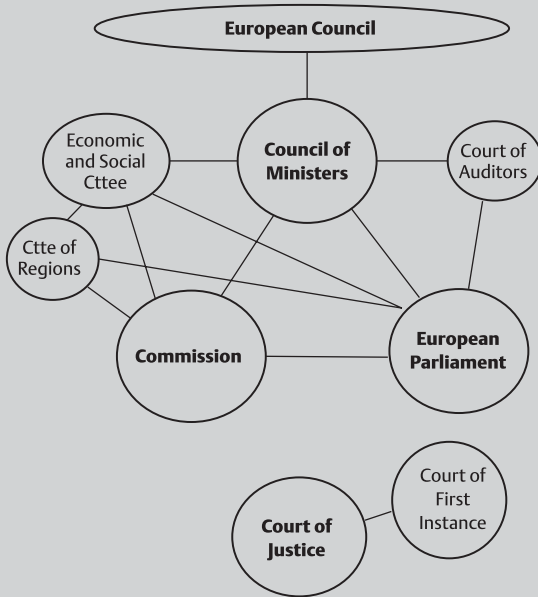 European Council
Economic
and Social
Cttee
Council of
Ministers
Court of
Auditors
Ctte of
Regions
Commission
European
Parliament
Court of
First
Instance
Court of
Justice